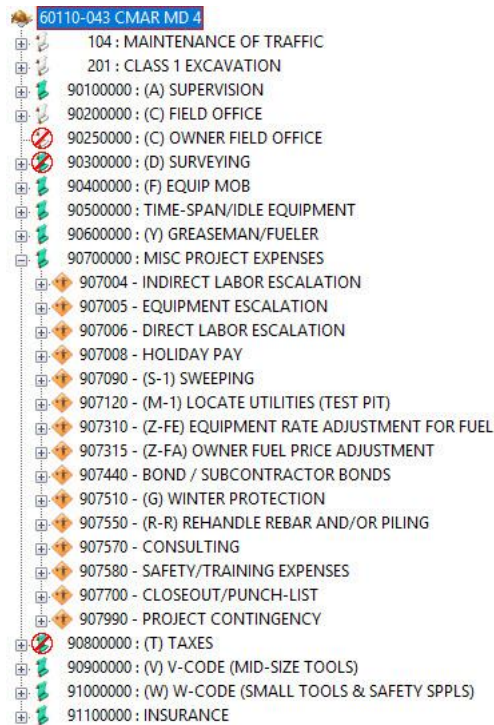 60110-043 CMAR MD 4
104 : MAINTENANCE OF TRAFFIC
201 : CLASS 1 EXCAVATION
90100000 : (A) SUPERVISION
90200000 : (C) FIELD OFFICE
90250000 : (C) OWNER FIELD OFFICE
90300000 : (D) SURVEYING
90400000 : (F) EQUIP MOB
90500000 : TIME-SPAN/IDLE EQUIPMENT
90600000 : (Y) GREASEMAN/FUELER
90700000 : MISC PROJECT EXPENSES
907004 - INDIRECT LABOR ESCALATION
907005 - EQUIPMENT ESCALATION
907006 - DIRECT LABOR ESCALATION
907008 - HOLIDAY PAY
907090 - (S-1) SWEEPING
907120 - (M-1) LOCATE UTILITIES (TEST PIT)
907310 - (Z-FE) EQUIPMENT RATE ADJUSTMENT FOR FUEL
907315 - (Z-FA) OWNER FUEL PRICE ADJUSTMENT
907440 - BOND / SUBCONTRACTOR BONDS
907510 - (G) WINTER PROTECTION
907550 - (R-R) REHANDLE REBAR AND/OR PILING
907570 - CONSULTING
907580 - SAFETY/TRAINING EXPENSES
907700 - CLOSEOUT/PUNCH-LIST
907990 - PROJECT CONTINGENCY
90800000 : (T) TAXES
90900000 : (V) V-CODE (MID-SIZE TOOLS)
91000000 : (W) W-CODE (SMALL TOOLS & SAFETY SPPLS)
91100000 : INSURANCE